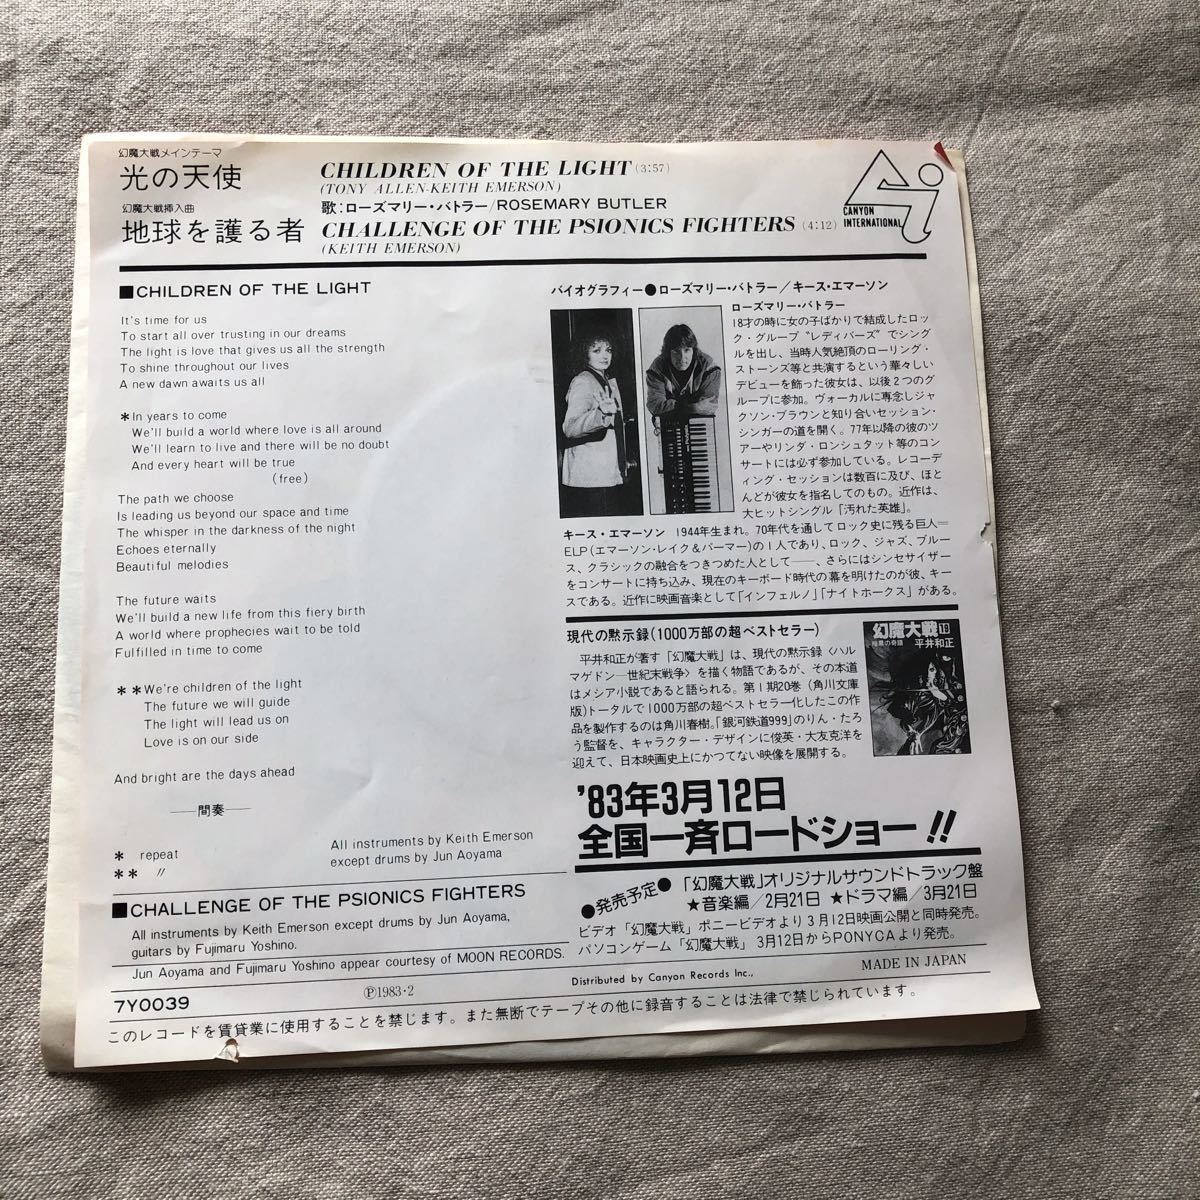 幻魔大戦メインテーマ
光の天使
CHILDREN OF THE LIGHT (3:57)
(TONY ALLEN-KEITH EMERSON)
歌:ローズマリー・バトラー/ROSEMARY BUTLER
幻魔大戦挿入曲
地球を護る者
CHALLENGE OF THE PSIONICS FIGHTERS (4:12)
(KEITH EMERSON)
CANYON
INTERNATIONAL
■CHILDREN OF THE LIGHT
It's time for us
To start all over trusting in our dreams
The light is love that gives us all the strength
To shine throughout our lives
A new dawn awaits us all
*In years to come
We'll build a world where love is all around
We'll learn to live and there will be no doubt
And every heart will be true
(free)
The path we choose
Is leading us beyond our space and time
The whisper in the darkness of the night
Echoes eternally
Beautiful melodies
The future waits
We'll build a new life from this fiery birth
A world where prophecies wait to be told
Fulfilled in time to come
**We're children of the light
The future we will guide
The light will lead us on
Love is on our side
And bright are the days ahead
——間奏——
* repeat
** 〃
All instruments by Keith Emerson
except drums by Jun Aoyama
■CHALLENGE OF THE PSIONICS FIGHTERS
All instruments by Keith Emerson except drums by Jun Aoyama,
guitars by Fujimaru Yoshino.
Jun Aoyama and Fujimaru Yoshino appear courtesy of MOON RECORDS.
バイオグラフィー●ローズマリー・バトラー/キース・エマーソン
ローズマリー・バトラー
18才の時に女の子ばかりで結成したロッ
ク・グループ“レディバーズ”でシング
ルを出し、当時人気絶頂のローリング・
ストーンズ等と共演するという華々しい
デビューを飾った彼女は、以後2つのグ
ループに参加。ヴォーカルに専念しジャ
クソン・ブラウンと知り合いセッション・
シンガーの道を開く。77年以降の彼のツ
アーやリンダ・ロンシュタット等のコン
サートには必ず参加している。レコーデ
ィング・セッションは数百に及び、ほと
んどが彼女を指名してのもの。近作は、
大ヒットシングル「汚れた英雄」。
キース・エマーソン 1944年生まれ。70年代を通してロック史に残る巨人=
ELP(エマーソン・レイク&パーマー)の1人であり、ロック、ジャズ、ブルー
ス、クラシックの融合をつきつめた人として——、さらにはシンセサイザー
をコンサートに持ち込み、現在のキーボード時代の幕を明けたのが彼、キー
スである。近作に映画音楽として「インフェルノ」「ナイトホークス」がある。
現代の黙示録(1000万部の超ベストセラー)
平井和正が著す「幻魔大戦」は、現代の黙示録〈ハル
マゲドン—世紀末戦争〉を描く物語であるが、その本道
はメシア小説であると語られる。第1期20巻(角川文庫
版)トータルで1000万部の超ベストセラー化したこの作
品を製作するのは角川春樹。「銀河鉄道999」のりん・たろ
う監督を、キャラクター・デザインに俊英・大友克洋を
迎えて、日本映画史上にかつてない映像を展開する。
幻魔大戦
平井和正
'83年3月12日
全国一斉ロードショー!!
●発売予定●「幻魔大戦」オリジナルサウンドトラック盤
★音楽編/2月21日 ★ドラマ編/3月21日
ビデオ「幻魔大戦」ポニービデオより3月12日映画公開と同時発売。
パソコンゲーム「幻魔大戦」3月12日からPONYCAより発売。
7Y0039
Ⓟ1983・2
Distributed by Canyon Records Inc.,
MADE IN JAPAN
このレコードを賃貸業に使用することを禁じます。また無断でテープその他に録音することは法律で禁じられています。